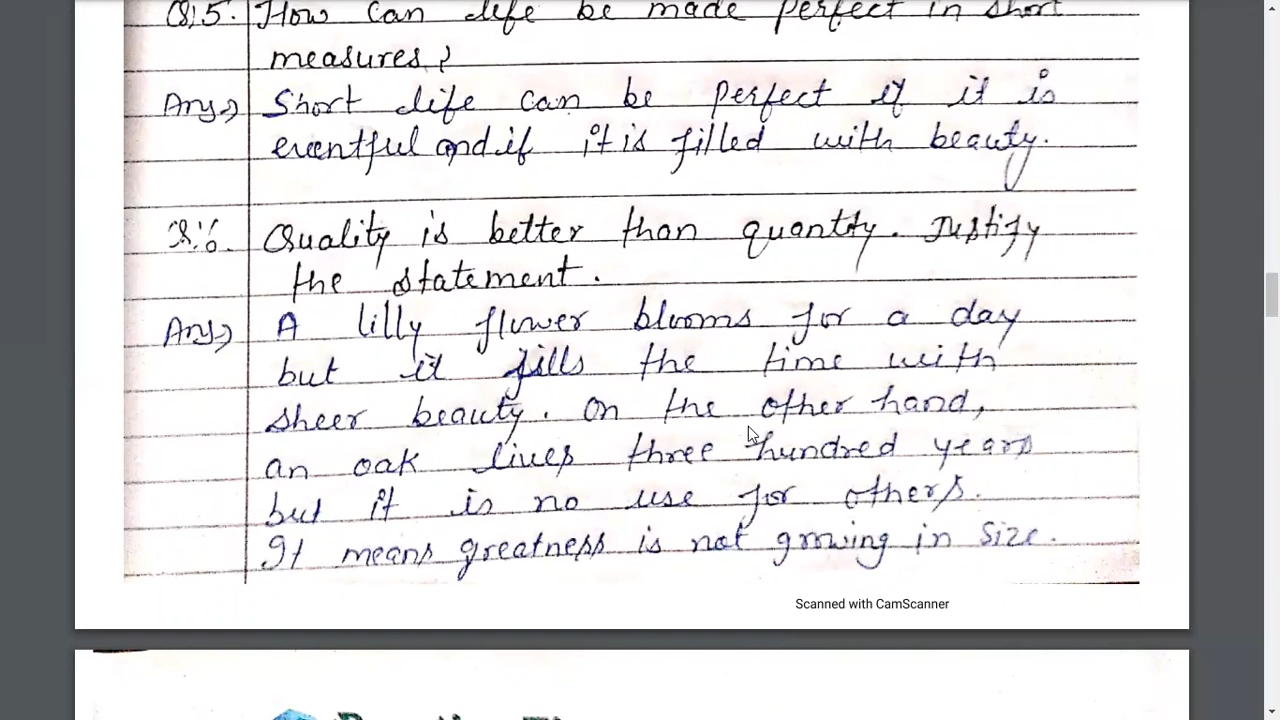 Q.5. How can life be made perfect in short
measures?
Ans→ Short life can be perfect if it is
eventful and if it is filled with beauty.
Q.6. Quality is better than quantity. Justify
the statement.
Ans→ A lilly flower blooms for a day
but it fills the time with
sheer beauty. On the other hand,
an oak lives three hundred years
but it is no use for others.
It means greatness is not growing in size.
Scanned with CamScanner